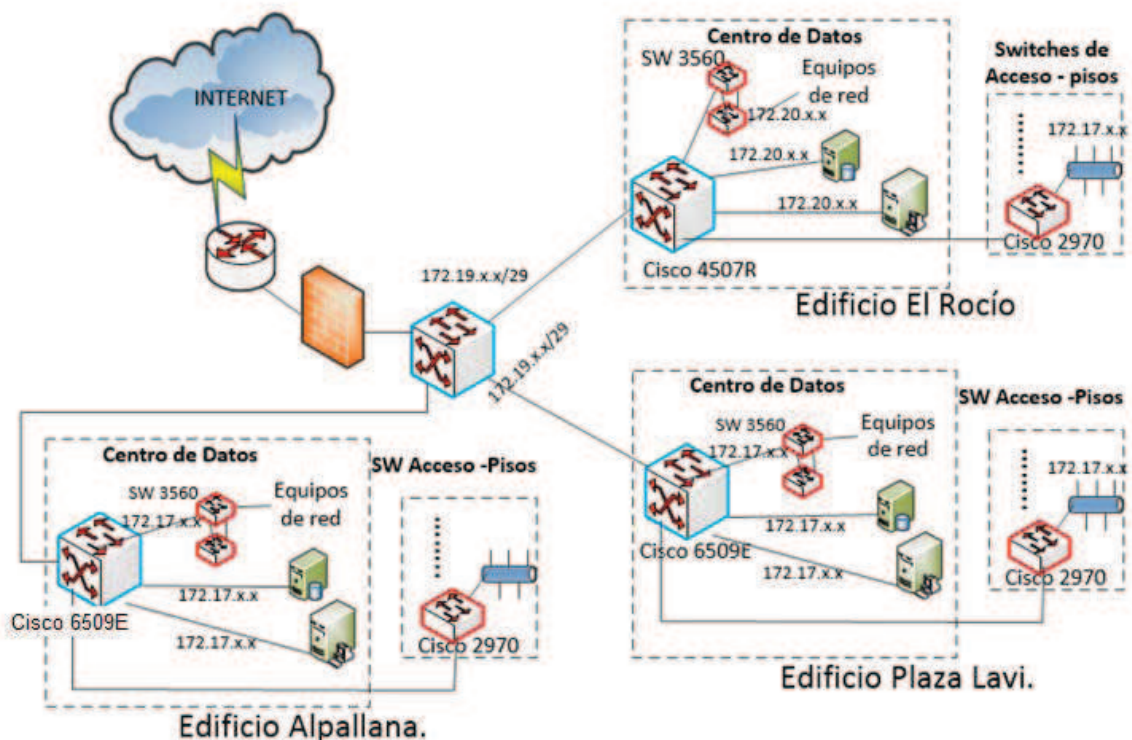 INTERNET
172.19.x.x/29
172.19.x.x/29
Centro de Datos
SW 3560
Equipos
de red
172.20.x.x
172.20.x.x
172.20.x.x
Cisco 4507R
Switches de
Acceso - pisos
172.17.x.x
Cisco 2970
Edificio El Rocío
Centro de Datos
SW 3560
172.17.x.x
Equipos
de red
172.17.x.x
172.17.x.x
Cisco 6509E
SW Acceso -Pisos
172.17.x.x
Cisco 2970
Edificio Plaza Lavi.
Centro de Datos
SW 3560
172.17.x.x
Equipos
de red
172.17.x.x
172.17.x.x
Cisco 6509E
SW Acceso -Pisos
Cisco 2970
Edificio Alpallana.